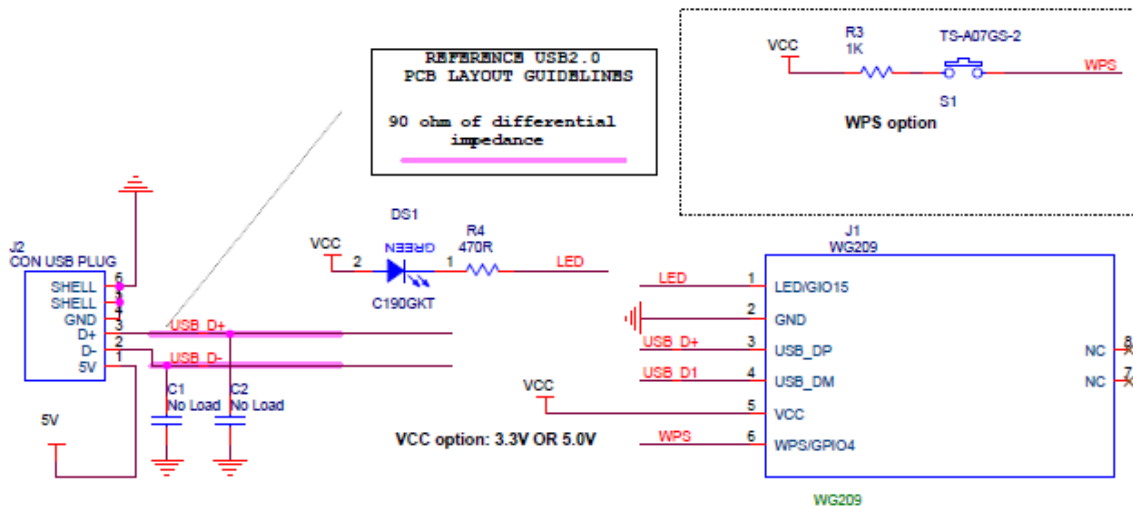 REFERENCE USB2.0
PCB LAYOUT GUIDELINES
90 ohm of differential
impedance
VCC
R3
1K
TS-A07GS-2
S1
WPS
WPS option
J2
CON USB PLUG
SHELL
SHELL
GND
D+
D-
5V
6
5
4
3
2
1
5V
USB_D+
USB_D-
C1
No Load
C2
No Load
VCC
2
DS1
GREEN
1
C190GKT
R4
470R
LED
VCC option: 3.3V OR 5.0V
J1
WG209
LED 1 LED/GIO15
2 GND
USB_D+ 3 USB_DP
USB_D1 4 USB_DM
VCC 5 VCC
WPS 6 WPS/GPIO4
NC 8
NC 7
WG209